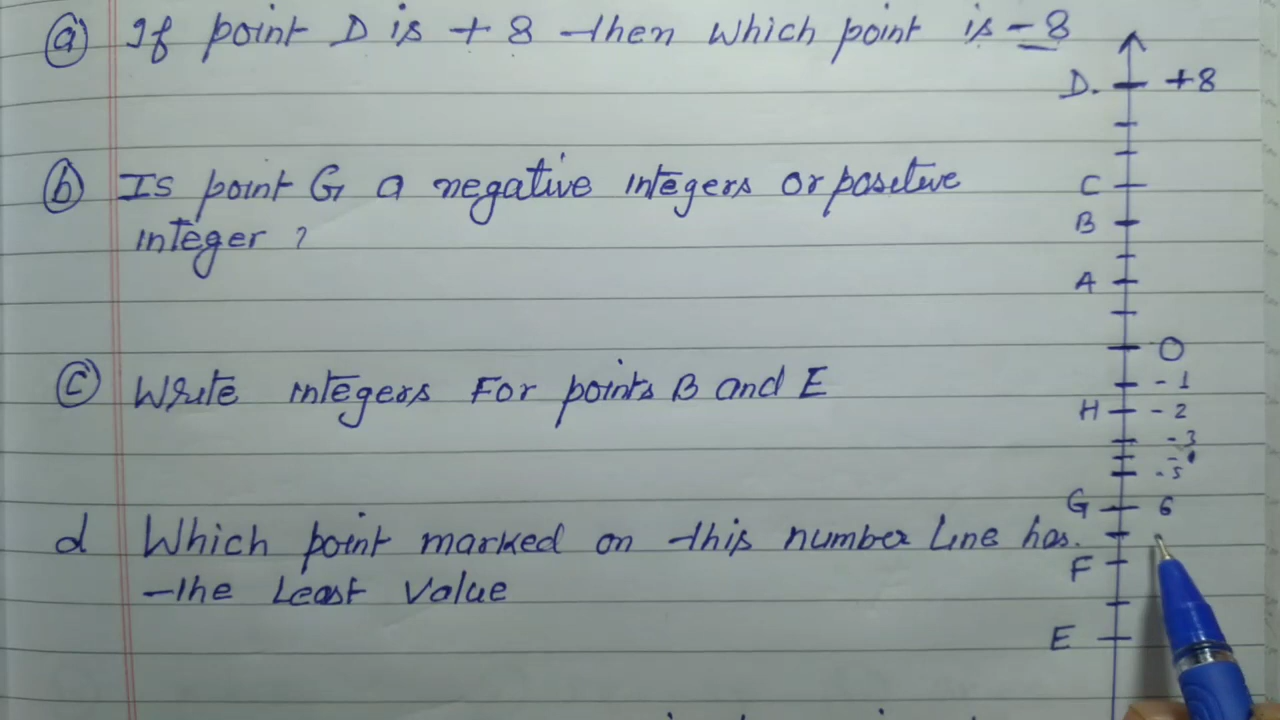 (a) If point D is + 8 then which point is - 8
D. +8
(b) Is point G a negative integers or positive
integer ?
C
B
A
0
(c) Write integers For points B and E
- 1
H - 2
- 3
- 5
G 6
d Which point marked on this number Line has.
the Least Value
F
E